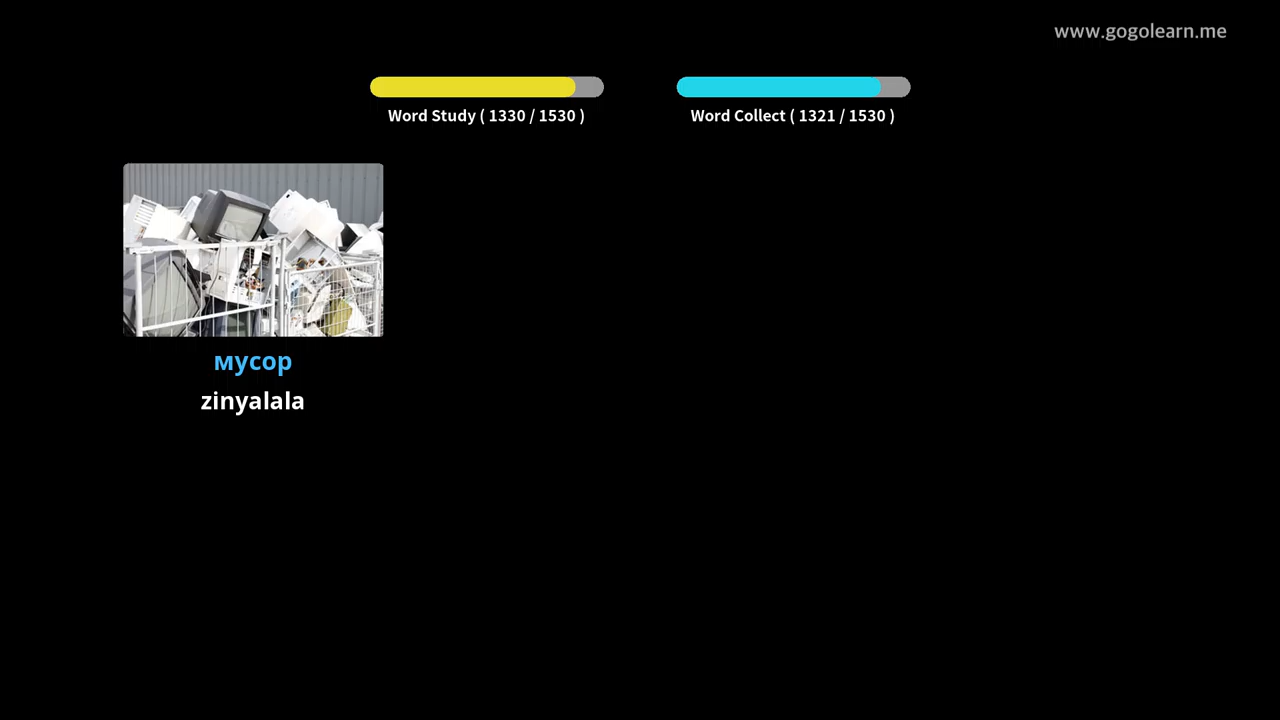 www.gogolearn.me
Word Study ( 1330 / 1530 )
Word Collect ( 1321 / 1530 )
мусор
zinyalala